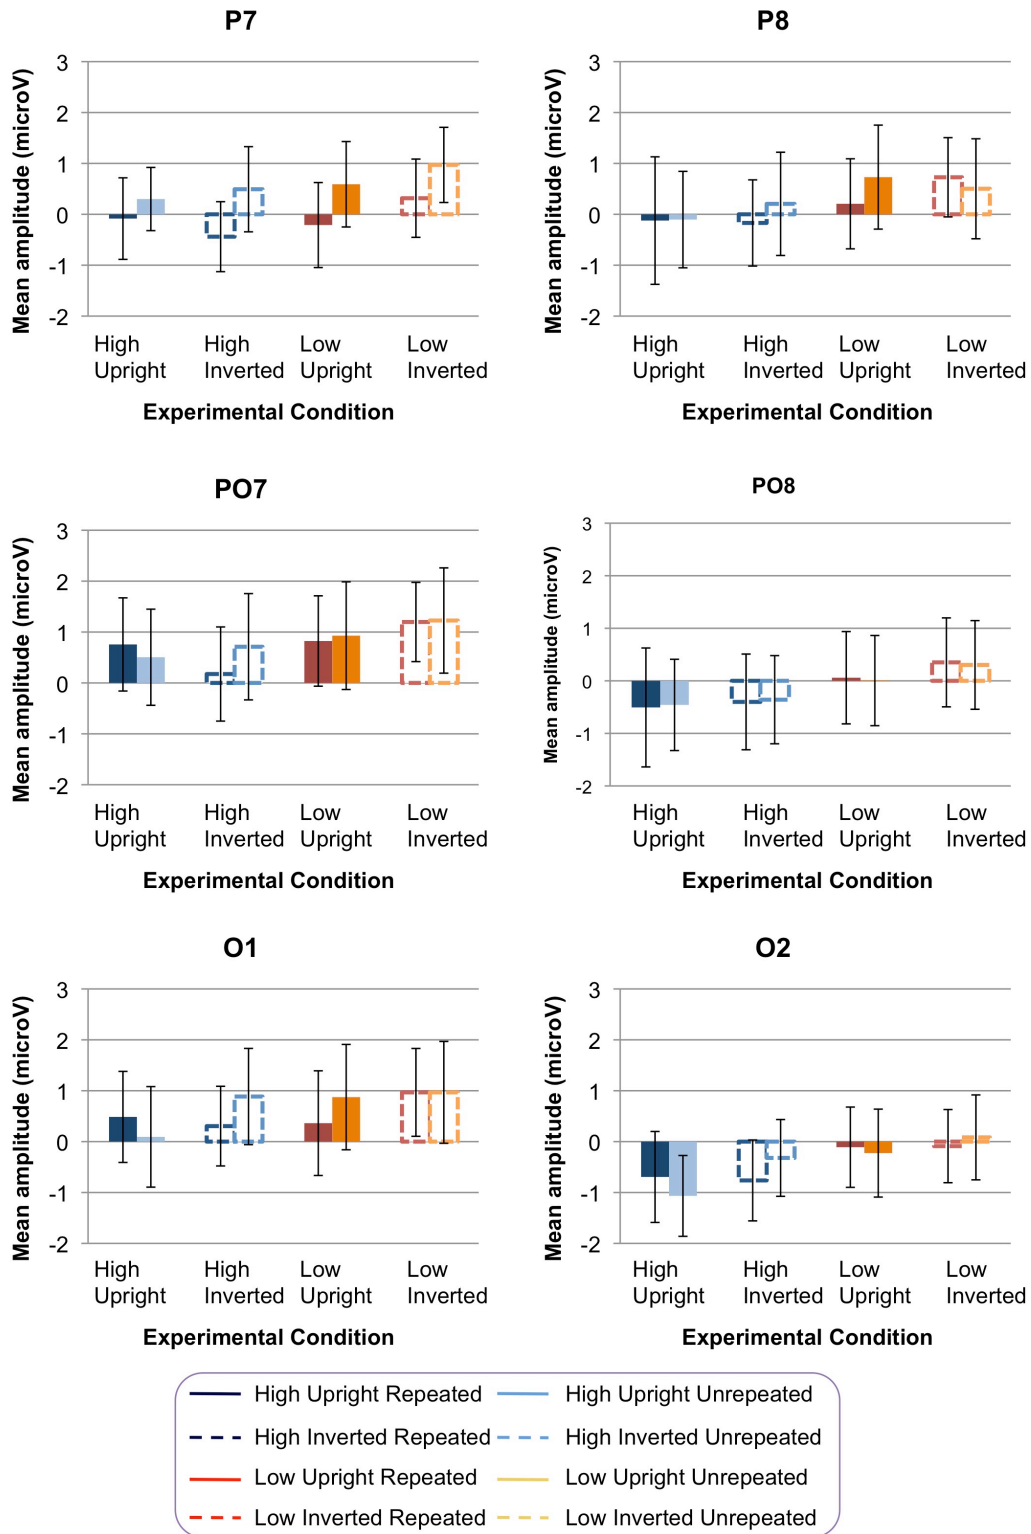 P7
Mean amplitude (microV)
3
2
1
0
-1
-2
High Upright
High Inverted
Low Upright
Low Inverted
Experimental Condition
P8
Mean amplitude (microV)
3
2
1
0
-1
-2
High Upright
High Inverted
Low Upright
Low Inverted
Experimental Condition
PO7
Mean amplitude (microV)
3
2
1
0
-1
-2
High Upright
High Inverted
Low Upright
Low Inverted
Experimental Condition
PO8
Mean amplitude (microV)
3
2
1
0
-1
-2
High Upright
High Inverted
Low Upright
Low Inverted
Experimental Condition
O1
Mean amplitude (microV)
3
2
1
0
-1
-2
High Upright
High Inverted
Low Upright
Low Inverted
Experimental Condition
O2
Mean amplitude (microV)
3
2
1
0
-1
-2
High Upright
High Inverted
Low Upright
Low Inverted
Experimental Condition
High Upright Repeated
High Upright Unrepeated
High Inverted Repeated
High Inverted Unrepeated
Low Upright Repeated
Low Upright Unrepeated
Low Inverted Repeated
Low Inverted Unrepeated